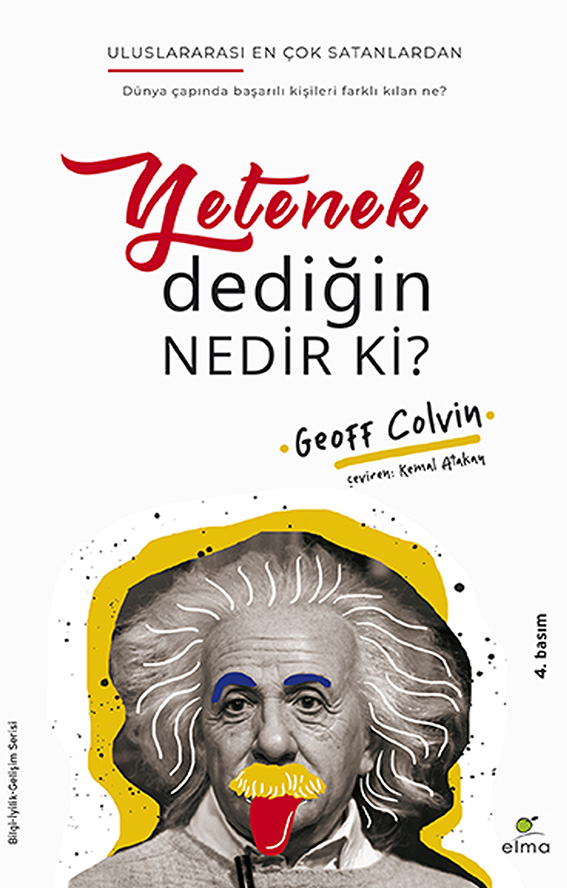 ULUSLARARASI EN ÇOK SATANLARDAN
Dünya çapında başarılı kişileri farklı kılan ne?
Yetenek
dediğin
NEDİR Kİ?
Geoff Colvin
çeviren: Kemal Atakay
4. basım
Bilgi-İyilik-Gelişim Serisi
elma